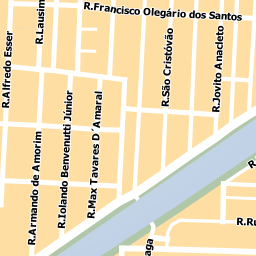 R.Francisco Olegário dos Santos
R.Alfredo Esser
R.Lausim
R.São Cristóvão
R.Jovito Anacleto
R.Armando de Amorim
R.Iolando Benvenutti Júnior
R.Max Tavares D´Amaral
R.
R.Ru
aga